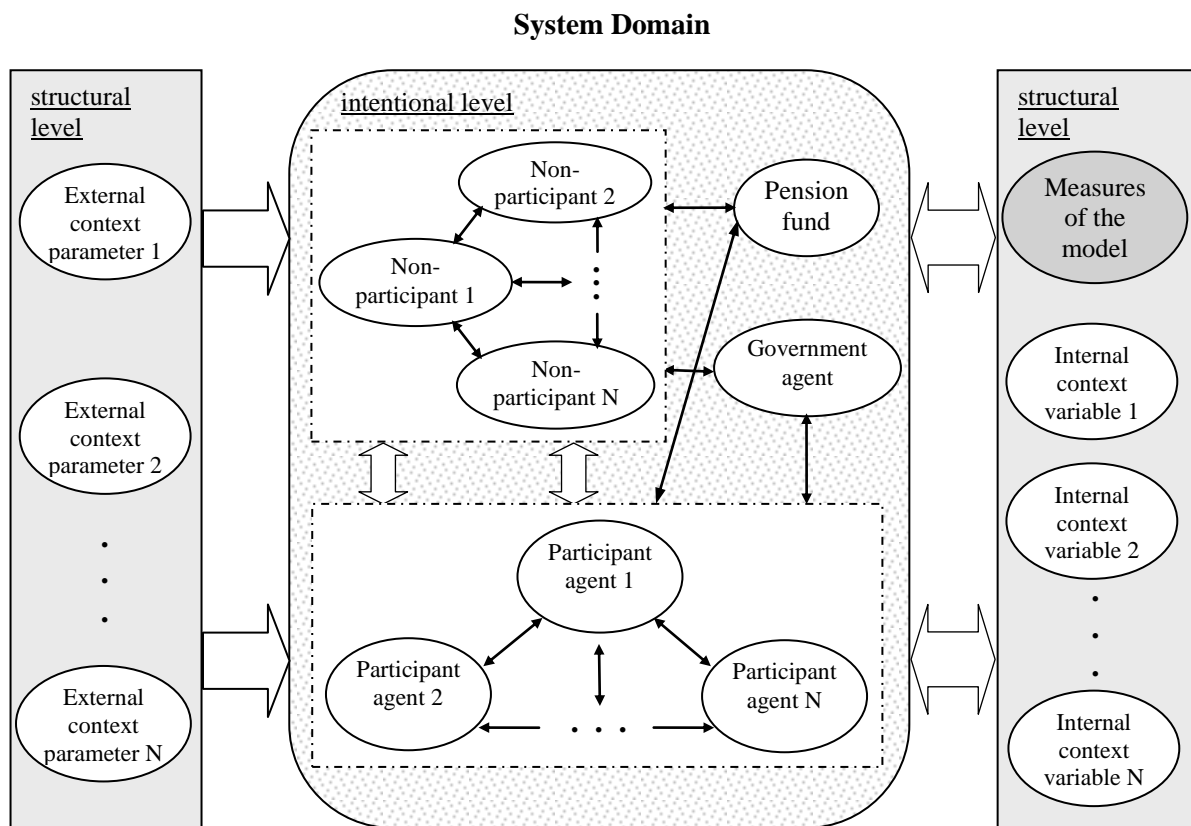 System Domain
structural
level
External
context
parameter 1
External
context
parameter 2
.
.
.
External
context
parameter N
intentional level
Non-
participant 2
Non-
participant 1
...
Non-
participant N
Pension
fund
Government
agent
Participant
agent 1
Participant
agent 2
. . .
Participant
agent N
structural
level
Measures
of the
model
Internal
context
variable 1
Internal
context
variable 2
.
.
.
Internal
context
variable N